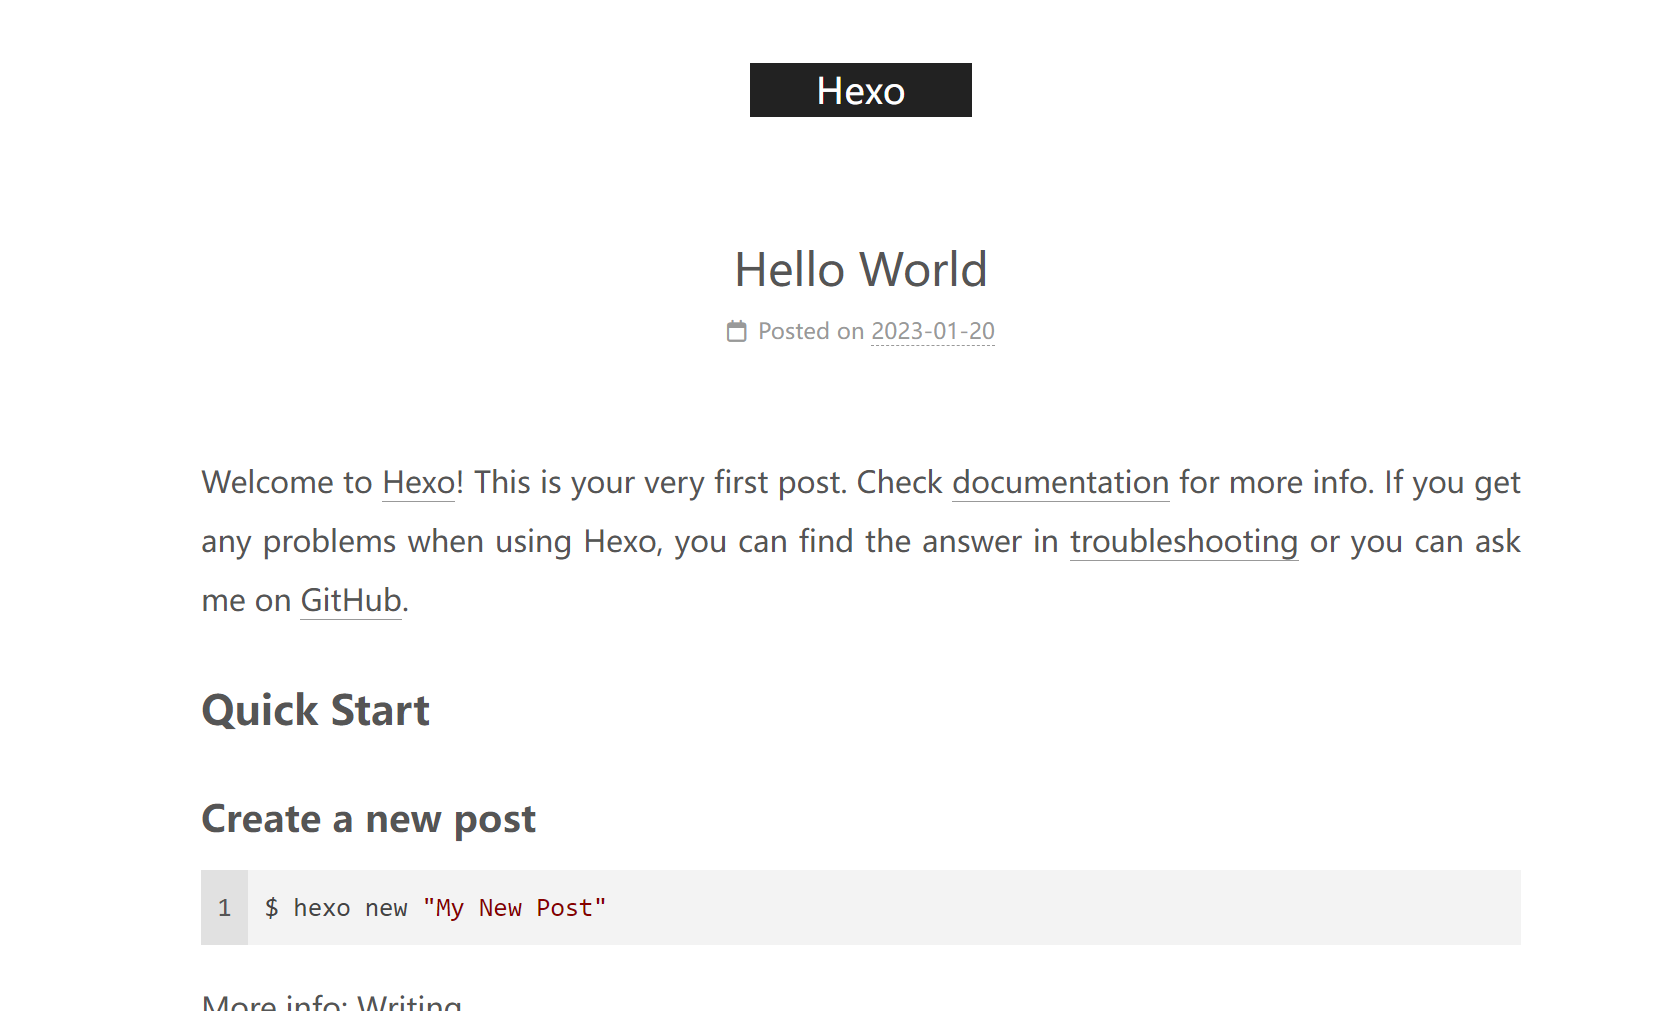 Hexo
Hello World
Posted on 2023-01-20
Welcome to Hexo! This is your very first post. Check documentation for more info. If you get
any problems when using Hexo, you can find the answer in troubleshooting or you can ask
me on GitHub.
Quick Start
Create a new post
1 $ hexo new "My New Post"
More info: Writing